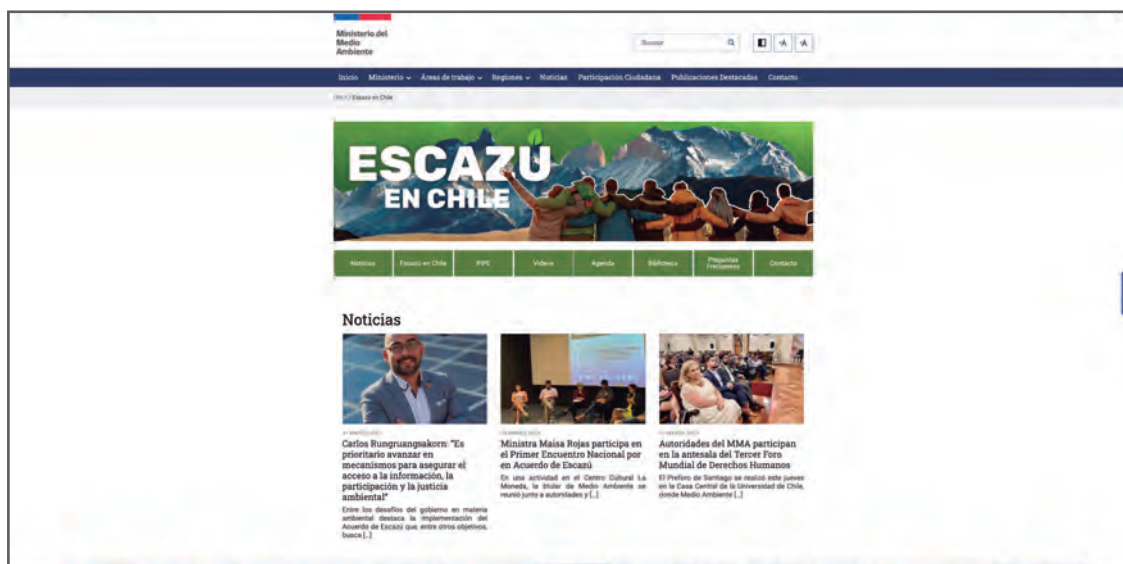 Ministerio del
Medio
Ambiente
Buscar
A
A
Inicio Ministerio Áreas de trabajo Regiones Noticias Participación Ciudadana Publicaciones Destacadas Contacto
/ Escazú en Chile
ESCAZÚ
EN CHILE
Noticias Escazú en Chile Videos Agenda Biblioteca Preguntas Frecuentes Contacto
Noticias
Carlos Rungruangsakorn: "Es
prioritario avanzar en
mecanismos para asegurar el
acceso a la información, la
participación y la justicia
ambiental"
Entre los desafíos del gobierno en materia
ambiental destaca la implementación del
Acuerdo de Escazú que, entre otros objetivos,
busca [...]
Ministra Maisa Rojas participa en
el Primer Encuentro Nacional por
en Acuerdo de Escazú
En una actividad en el Centro Cultural La
Moneda, la titular de Medio Ambiente se
reunió junto a autoridades y [...]
Autoridades del MMA participan
en la antesala del Tercer Foro
Mundial de Derechos Humanos
El Preforo de Santiago se realizó este jueves
en la Casa Central de la Universidad de Chile,
donde Medio Ambiente [...]